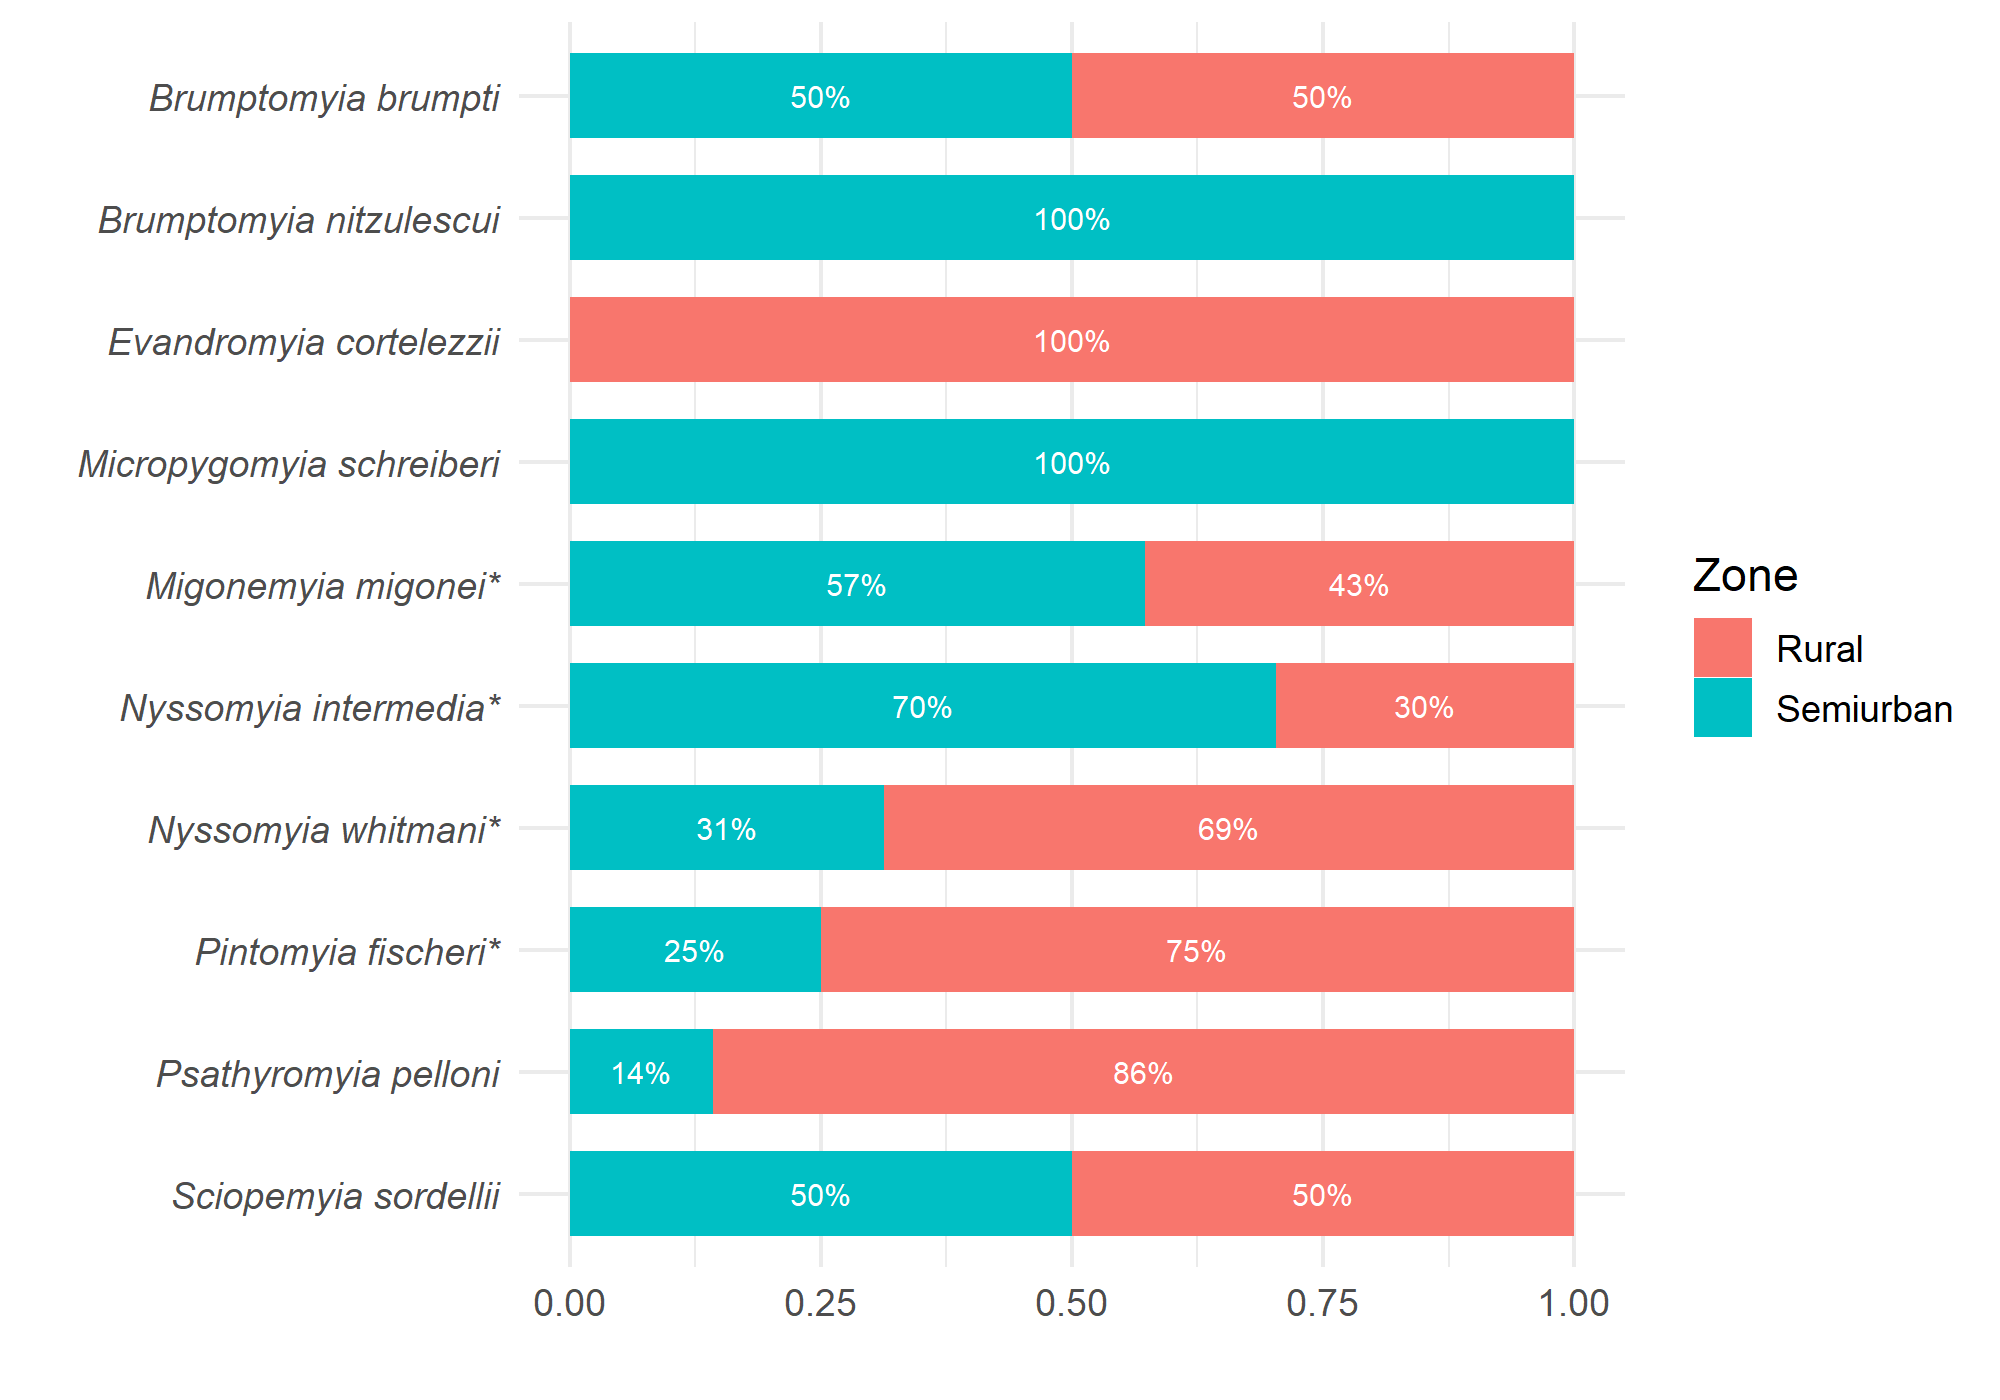 Brumptomyia brumpti
50%
50%
Brumptomyia nitzulescui
100%
Evandromyia cortelezzii
100%
Micropygomyia schreiberi
100%
Migonemyia migonei*
57%
43%
Nyssomyia intermedia*
70%
30%
Nyssomyia whitmani*
31%
69%
Pintomyia fischeri*
25%
75%
Psathyromyia pelloni
14%
86%
Sciopemyia sordellii
50%
50%
0.00
0.25
0.50
0.75
1.00
Zone
Rural
Semiurban